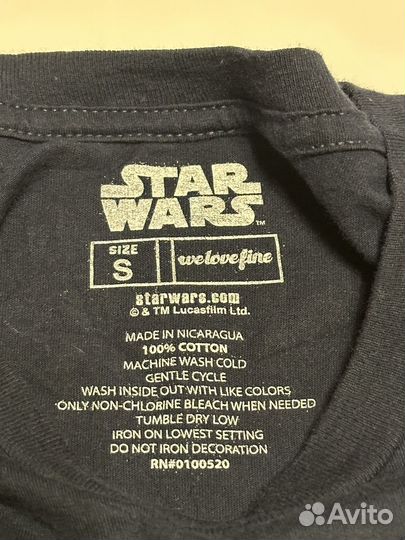 STAR
WARS™
SIZE
S
welovefine
starwars.com
© & TM Lucasfilm Ltd.
MADE IN NICARAGUA
100% COTTON
MACHINE WASH COLD
GENTLE CYCLE
WASH INSIDE OUT WITH LIKE COLORS
ONLY NON-CHLORINE BLEACH WHEN NEEDED
TUMBLE DRY LOW
IRON ON LOWEST SETTING
DO NOT IRON DECORATION
RN#0100520
Avito